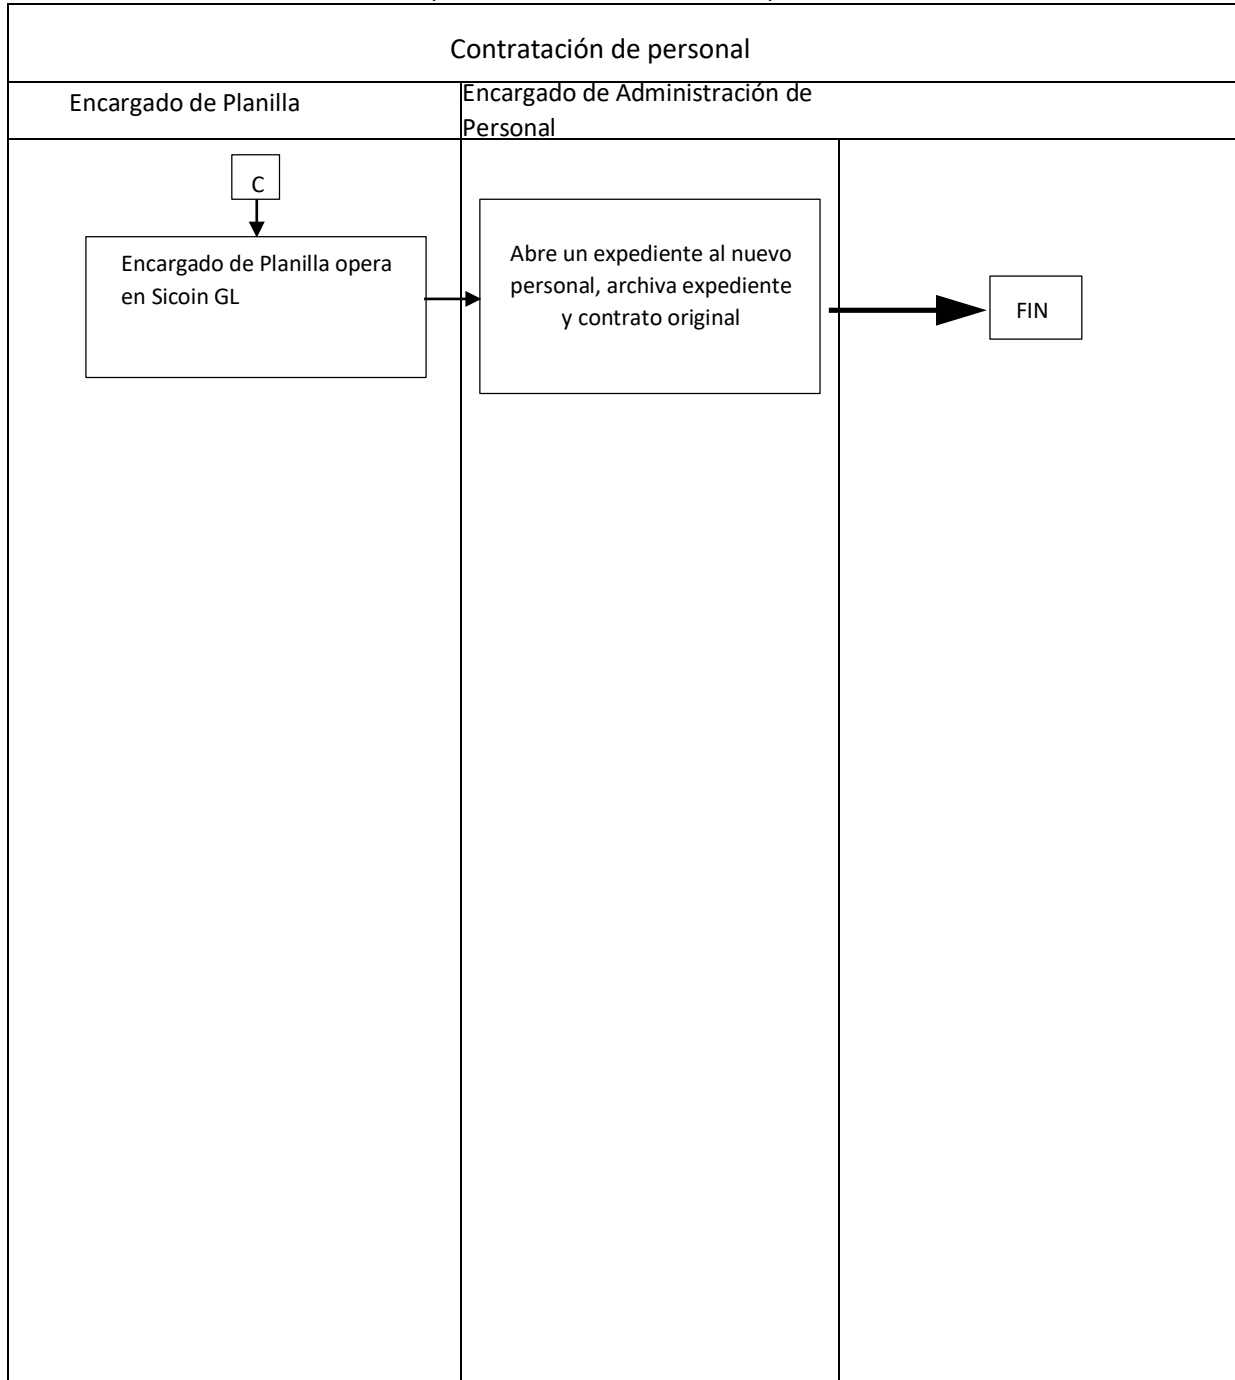 Contratación de personal
Encargado de Planilla
Encargado de Administración de
Personal
C
Encargado de Planilla opera
en Sicoin GL
Abre un expediente al nuevo
personal, archiva expediente
y contrato original
FIN